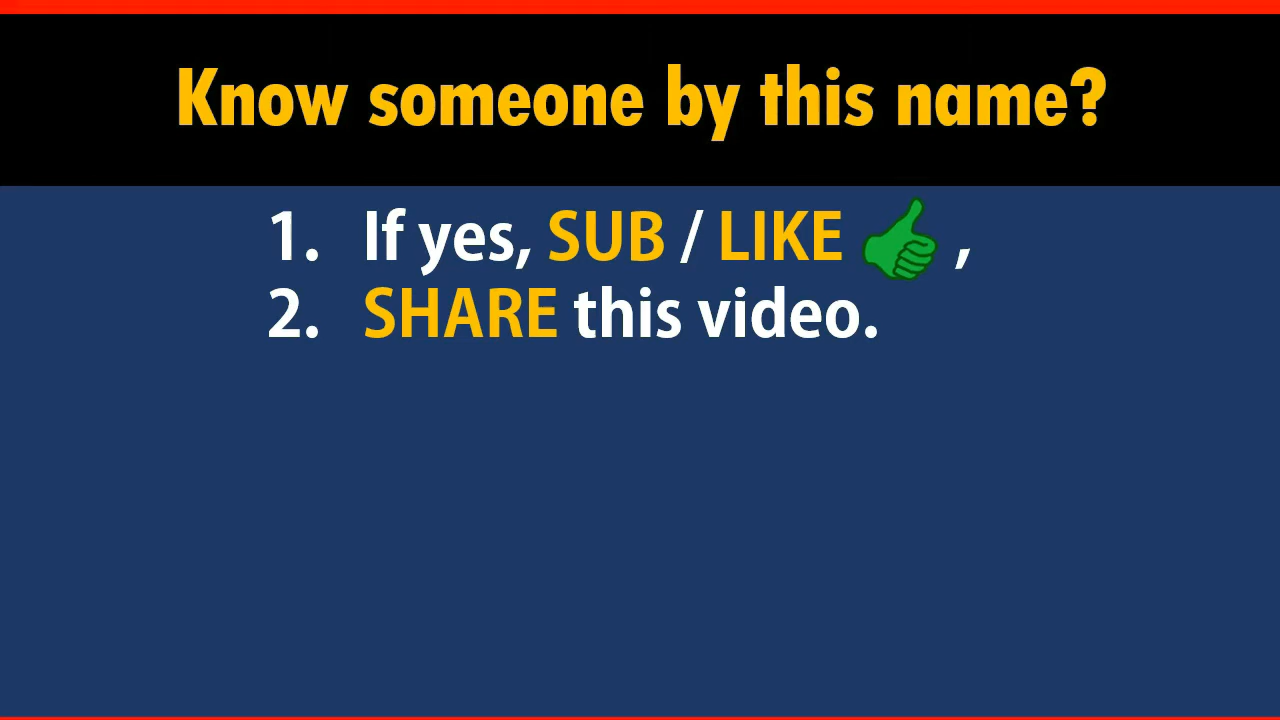 Know someone by this name?
1. If yes, SUB / LIKE ,
2. SHARE this video.